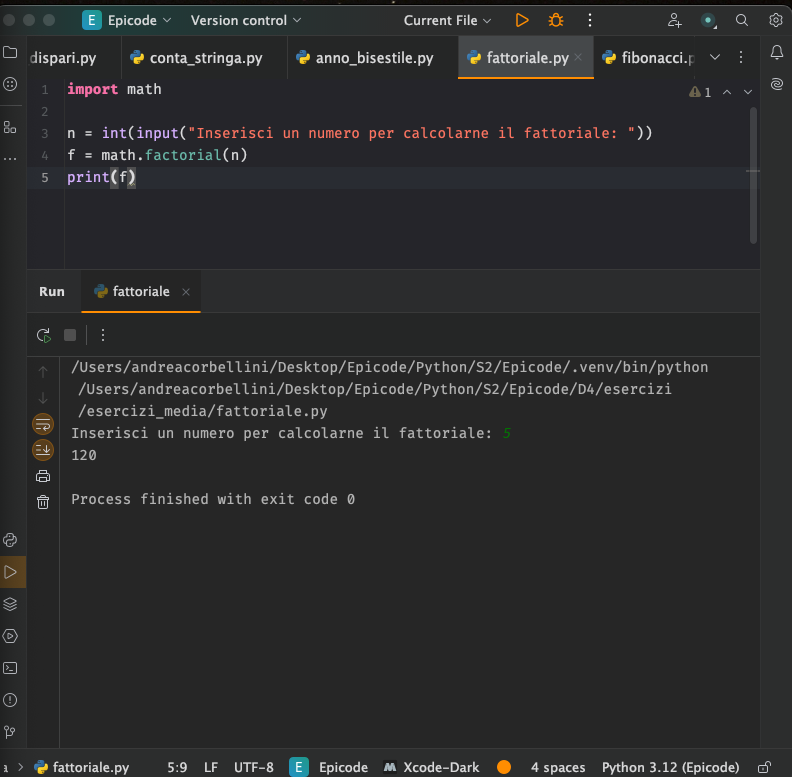 E Epicode Version control Current File
dispari.py conta_stringa.py anno_bisestile.py fattoriale.py fibonacci.p
1 import math
1
2
3 n = int(input("Inserisci un numero per calcolarne il fattoriale: "))
4 f = math.factorial(n)
5 print(f)
Run fattoriale
/Users/andreacorbellini/Desktop/Epicode/Python/S2/Epicode/.venv/bin/python
/Users/andreacorbellini/Desktop/Epicode/Python/S2/Epicode/D4/esercizi
/esercizi_media/fattoriale.py
Inserisci un numero per calcolarne il fattoriale: 5
120
Process finished with exit code 0
a fattoriale.py 5:9 LF UTF-8 E Epicode Xcode-Dark 4 spaces Python 3.12 (Epicode)